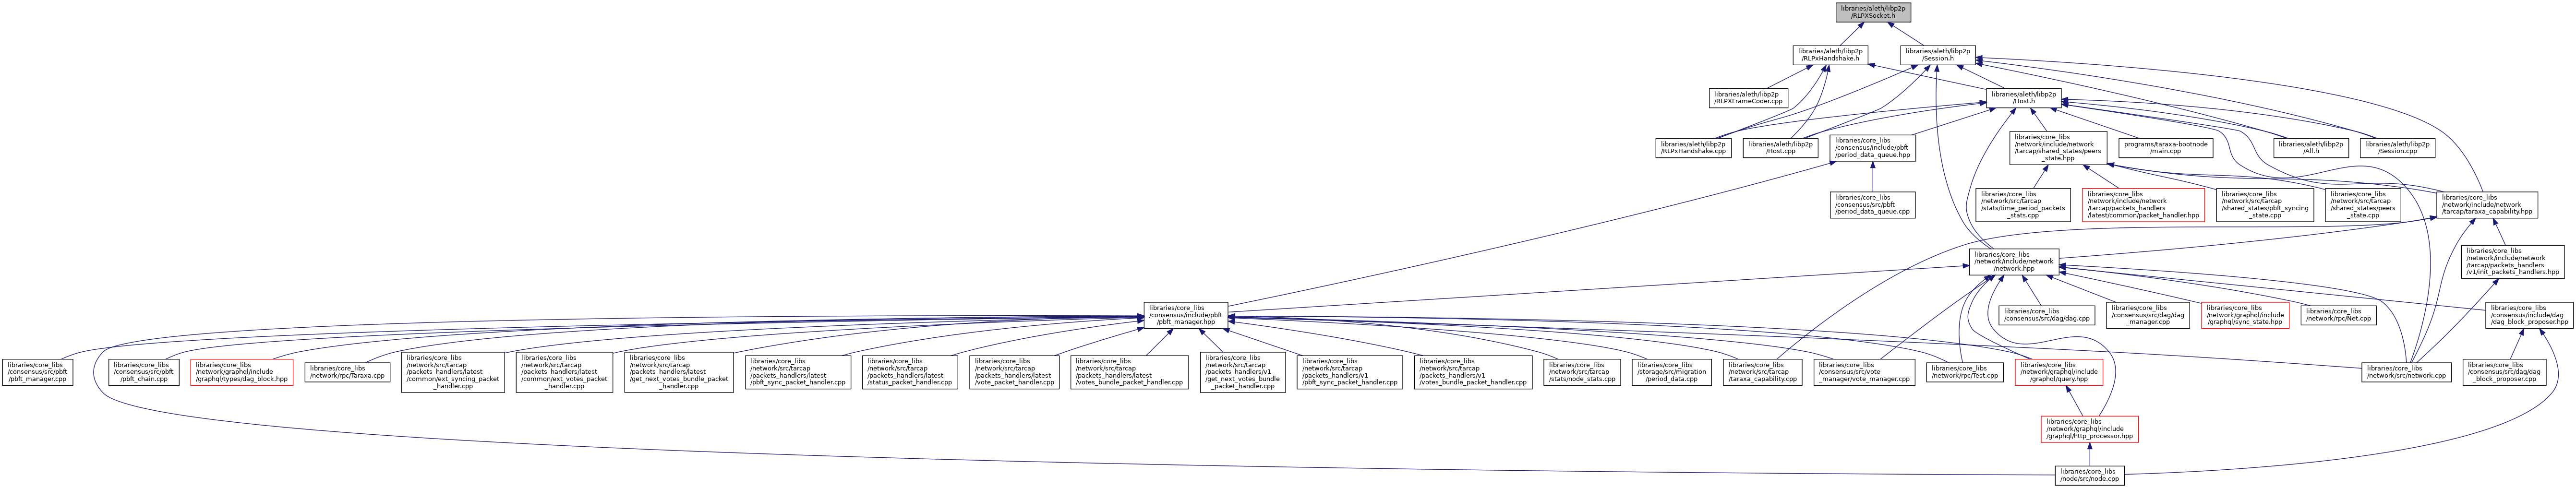 libraries/aleth/libp2p
/RLPXSocket.h
libraries/aleth/libp2p
/RLPxHandshake.h
libraries/aleth/libp2p
/Session.h
libraries/aleth/libp2p
/RLPXFrameCoder.cpp
libraries/aleth/libp2p
/Host.h
libraries/aleth/libp2p
/RLPxHandshake.cpp
libraries/aleth/libp2p
/Host.cpp
libraries/core_libs
/consensus/include/pbft
/period_data_queue.hpp
libraries/core_libs
/network/include/network
/tarcap/shared_states/peers
_state.hpp
programs/taraxa-bootnode
/main.cpp
libraries/aleth/libp2p
/All.h
libraries/aleth/libp2p
/Session.cpp
libraries/core_libs
/consensus/src/pbft
/period_data_queue.cpp
libraries/core_libs
/network/src/tarcap
/stats/time_period_packets
_stats.cpp
libraries/core_libs
/network/include/network
/tarcap/packets_handlers
/latest/common/packet_handler.hpp
libraries/core_libs
/network/src/tarcap
/shared_states/pbft_syncing
_state.cpp
libraries/core_libs
/network/src/tarcap
/shared_states/peers
_state.cpp
libraries/core_libs
/network/include/network
/tarcap/taraxa_capability.hpp
libraries/core_libs
/network/include/network
/network.hpp
libraries/core_libs
/network/include/network
/tarcap/packets_handlers
/v1/init_packets_handlers.hpp
libraries/core_libs
/consensus/include/pbft
/pbft_manager.hpp
libraries/core_libs
/consensus/src/dag/dag.cpp
libraries/core_libs
/consensus/src/dag/dag
_manager.cpp
libraries/core_libs
/network/graphql/include
/graphql/sync_state.hpp
libraries/core_libs
/network/rpc/Net.cpp
libraries/core_libs
/consensus/include/dag
/dag_block_proposer.hpp
libraries/core_libs
/consensus/src/pbft
/pbft_manager.cpp
libraries/core_libs
/consensus/src/pbft
/pbft_chain.cpp
libraries/core_libs
/network/graphql/include
/graphql/types/dag_block.hpp
libraries/core_libs
/network/rpc/Taraxa.cpp
libraries/core_libs
/network/src/tarcap
/packets_handlers/latest
/common/ext_syncing_packet
_handler.cpp
libraries/core_libs
/network/src/tarcap
/packets_handlers/latest
/common/ext_votes_packet
_handler.cpp
libraries/core_libs
/network/src/tarcap
/packets_handlers/latest
/get_next_votes_bundle_packet
_handler.cpp
libraries/core_libs
/network/src/tarcap
/packets_handlers/latest
/pbft_sync_packet_handler.cpp
libraries/core_libs
/network/src/tarcap
/packets_handlers/latest
/status_packet_handler.cpp
libraries/core_libs
/network/src/tarcap
/packets_handlers/latest
/vote_packet_handler.cpp
libraries/core_libs
/network/src/tarcap
/packets_handlers/latest
/votes_bundle_packet_handler.cpp
libraries/core_libs
/network/src/tarcap
/packets_handlers/v1
/get_next_votes_bundle
_packet_handler.cpp
libraries/core_libs
/network/src/tarcap
/packets_handlers/v1
/pbft_sync_packet_handler.cpp
libraries/core_libs
/network/src/tarcap
/packets_handlers/v1
/votes_bundle_packet_handler.cpp
libraries/core_libs
/network/src/tarcap
/stats/node_stats.cpp
libraries/core_libs
/storage/src/migration
/period_data.cpp
libraries/core_libs
/network/src/tarcap
/taraxa_capability.cpp
libraries/core_libs
/consensus/src/vote
_manager/vote_manager.cpp
libraries/core_libs
/network/rpc/Test.cpp
libraries/core_libs
/network/graphql/include
/graphql/query.hpp
libraries/core_libs
/network/src/network.cpp
libraries/core_libs
/consensus/src/dag/dag
_block_proposer.cpp
libraries/core_libs
/network/graphql/include
/graphql/http_processor.hpp
libraries/core_libs
/node/src/node.cpp